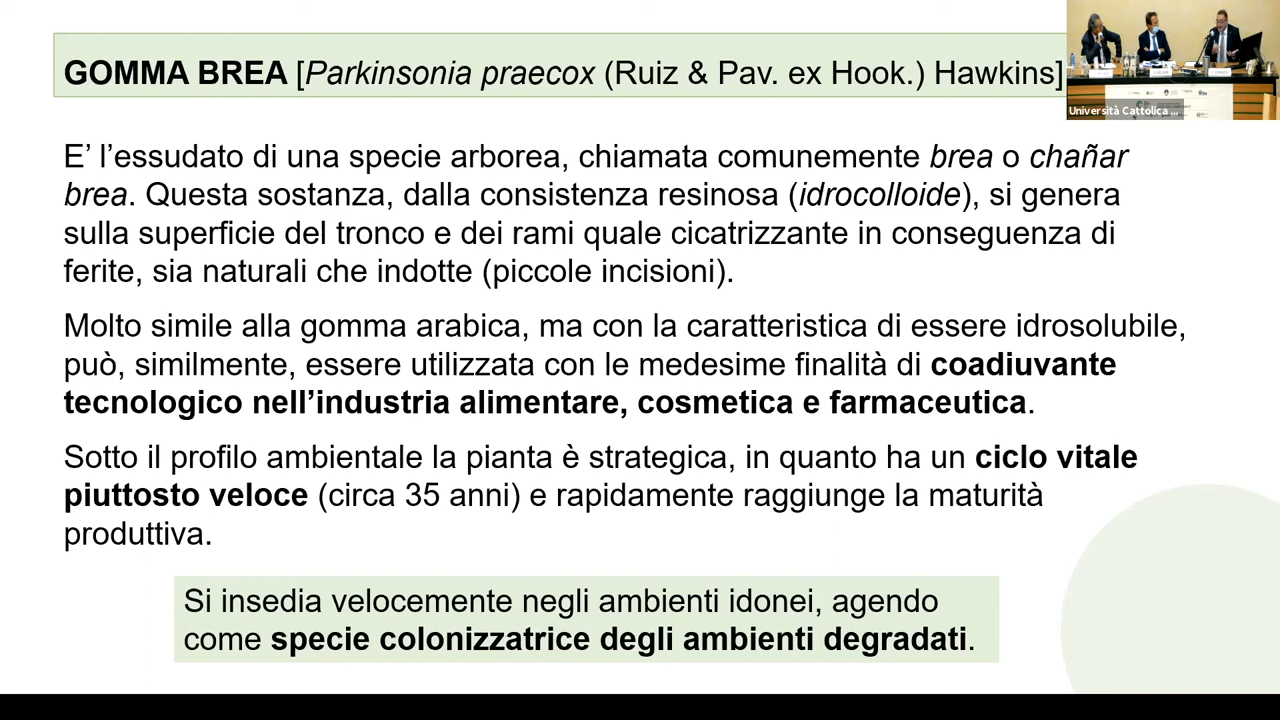 GOMMA BREA [Parkinsonia praecox (Ruiz & Pav. ex Hook.) Hawkins]
Università Cattolica ...
E’ l’essudato di una specie arborea, chiamata comunemente brea o chañar
brea. Questa sostanza, dalla consistenza resinosa (idrocolloide), si genera
sulla superficie del tronco e dei rami quale cicatrizzante in conseguenza di
ferite, sia naturali che indotte (piccole incisioni).
Molto simile alla gomma arabica, ma con la caratteristica di essere idrosolubile,
può, similmente, essere utilizzata con le medesime finalità di coadiuvante
tecnologico nell’industria alimentare, cosmetica e farmaceutica.
Sotto il profilo ambientale la pianta è strategica, in quanto ha un ciclo vitale
piuttosto veloce (circa 35 anni) e rapidamente raggiunge la maturità
produttiva.
Si insedia velocemente negli ambienti idonei, agendo
come specie colonizzatrice degli ambienti degradati.